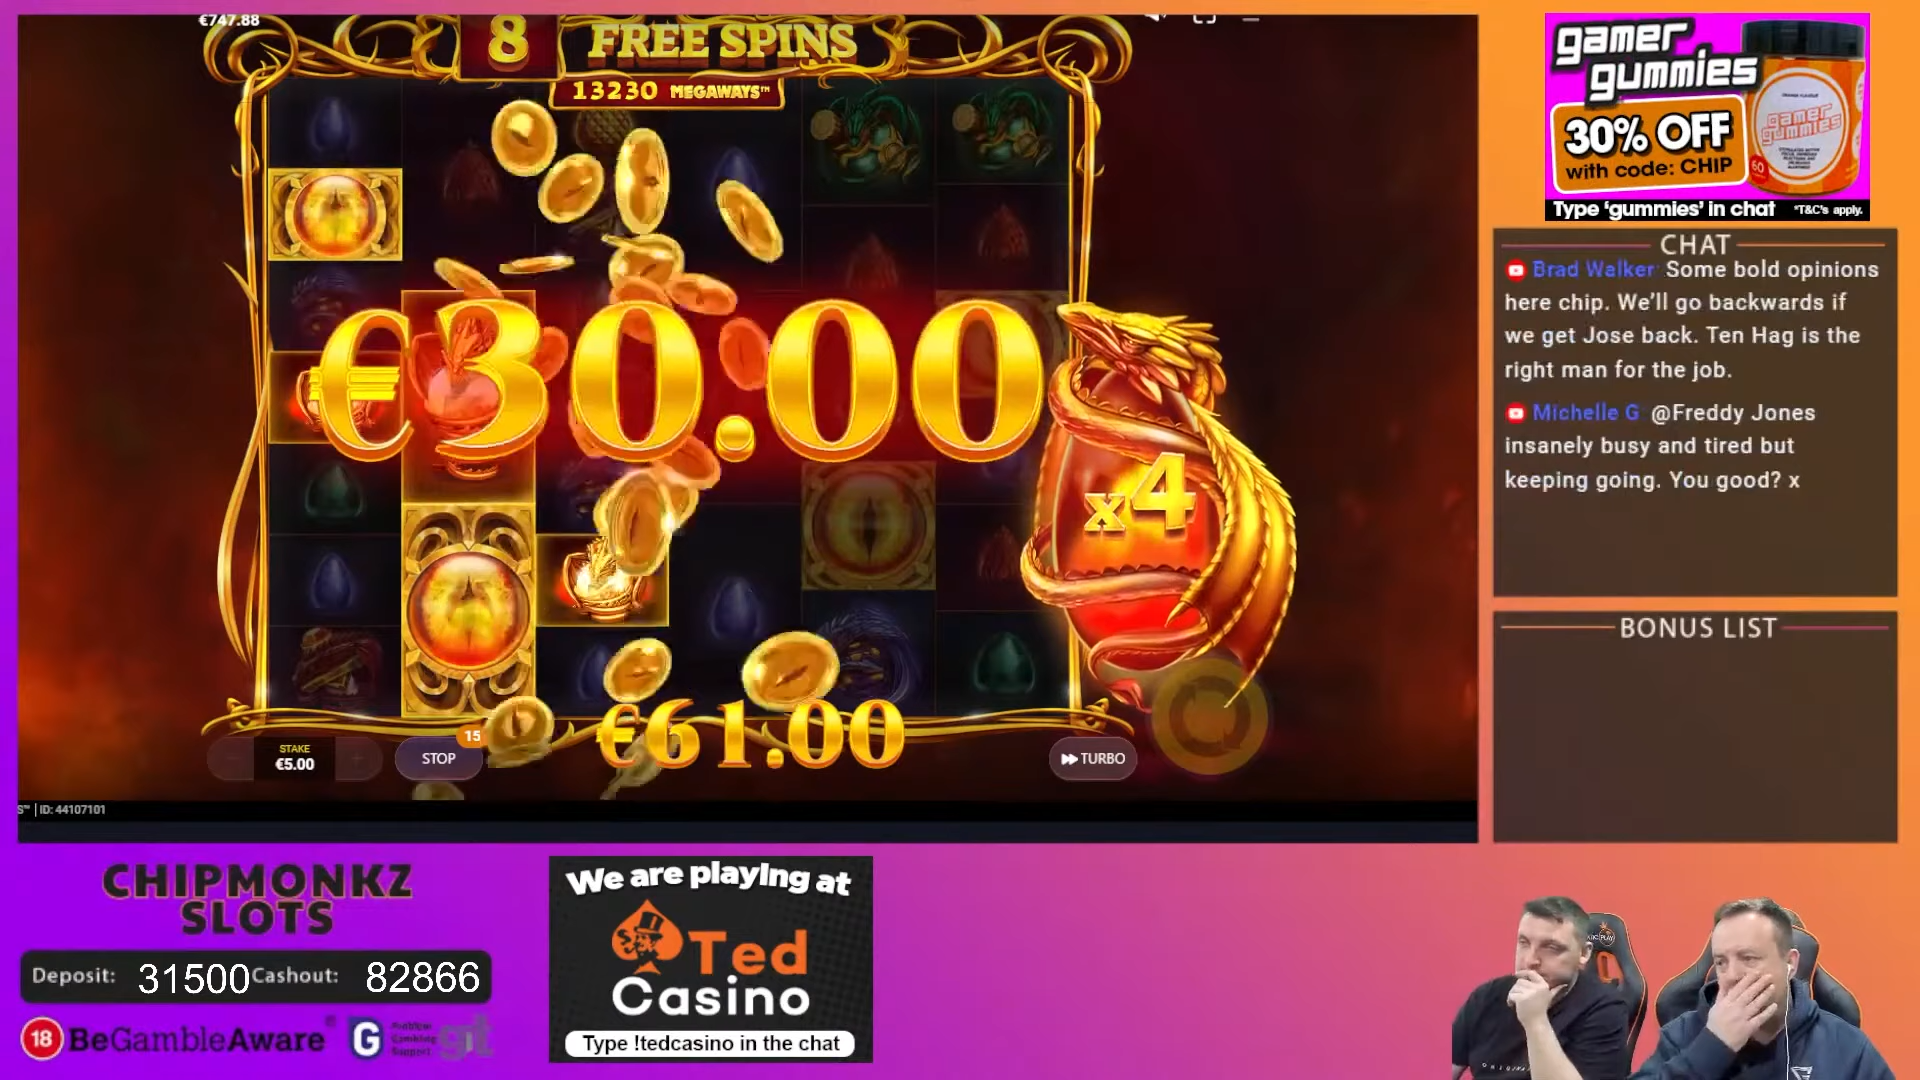 €747.88
8 FREE SPINS
13230 MEGAWAYS™
€30.00
x4
€61.00
STAKE
€5.00
15
STOP
TURBO
S™ | ID: 44107101
gamer
gummies
30% OFF
with code: CHIP
Type ‘gummies’ in chat *T&C's apply.
gamer
gummies
60
CHAT
Brad Walker Some bold opinions
here chip. We’ll go backwards if
we get Jose back. Ten Hag is the
right man for the job.
Michelle G @Freddy Jones
insanely busy and tired but
keeping going. You good? x
BONUS LIST
CHIPMONKZ
SLOTS
Deposit: 31500 Cashout: 82866
18 BeGambleAware
G
We are playing at
Ted
Casino
Type !tedcasino in the chat